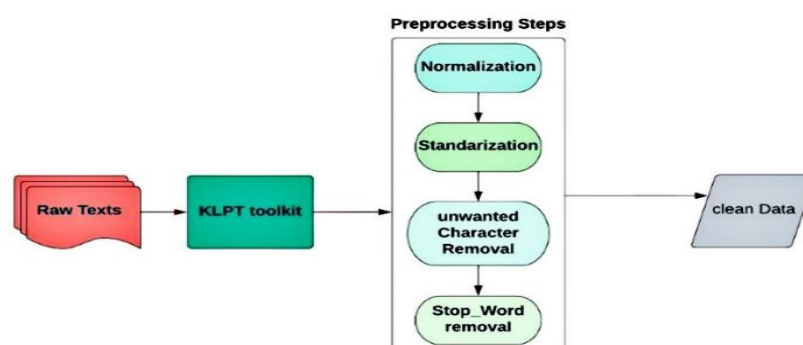 Preprocessing Steps
Normalization
Standarization
unwanted
Character
Removal
Stop_Word
removal
Raw Texts
KLPT toolkit
clean Data